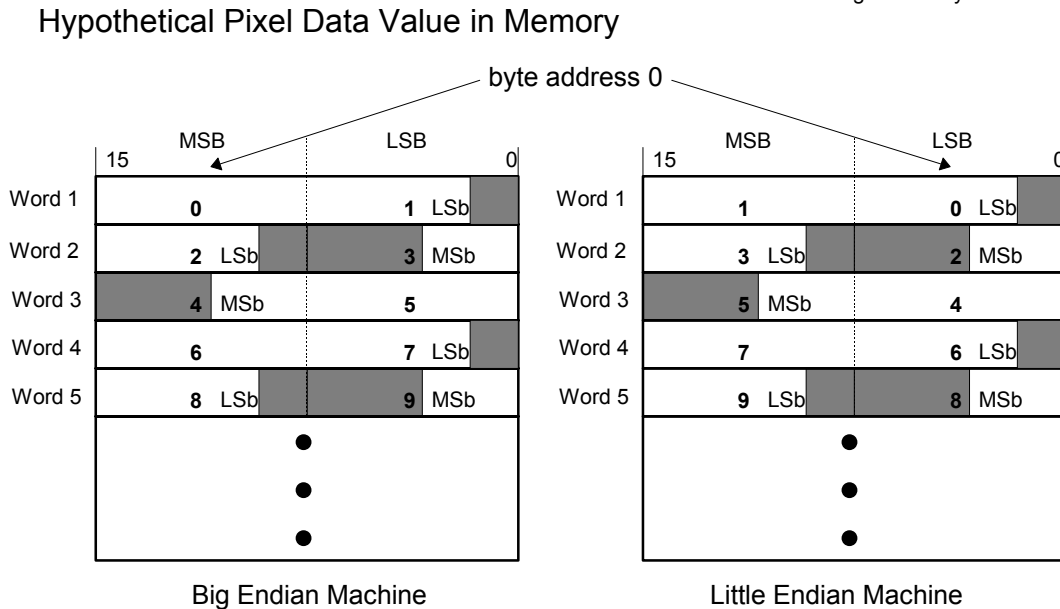 Hypothetical Pixel Data Value in Memory
byte address 0
MSB LSB MSB LSB
15 0 15 0
Word 1 0 1 LSb Word 1 1 0 LSb
Word 2 2 LSb 3 MSb Word 2 3 LSb 2 MSb
Word 3 4 MSb 5 Word 3 5 MSb 4
Word 4 6 7 LSb Word 4 7 6 LSb
Word 5 8 LSb 9 MSb Word 5 9 LSb 8 MSb
Big Endian Machine Little Endian Machine